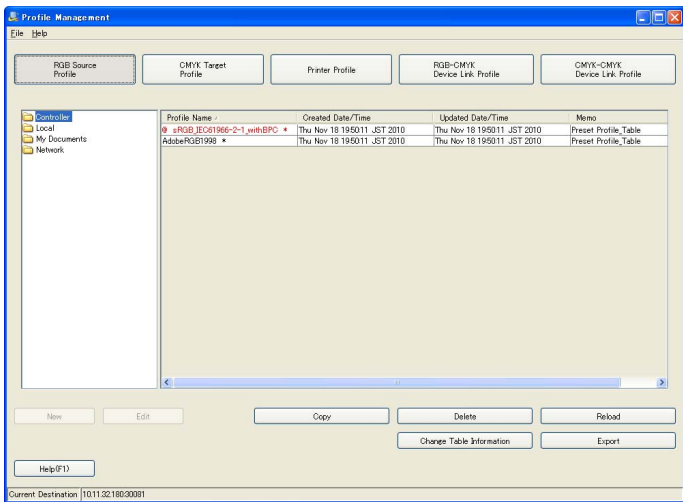 Profile Management
File Help
RGB Source Profile
CMYK Target Profile
Printer Profile
RGB-CMYK Device Link Profile
CMYK-CMYK Device Link Profile
Controller
Local
My Documents
Network
Profile Name Created Date/Time Updated Date/Time Memo
@ sRGB_IEC61966-2-1_withBPC * Thu Nov 18 19:50:11 JST 2010 Thu Nov 18 19:50:11 JST 2010 Preset Profile_Table
AdobeRGB1998 * Thu Nov 18 19:50:11 JST 2010 Thu Nov 18 19:50:11 JST 2010 Preset Profile_Table
New Edit Copy Delete Reload
Change Table Information Export
Help(F1)
Current Destination 10.11.32.180:30081